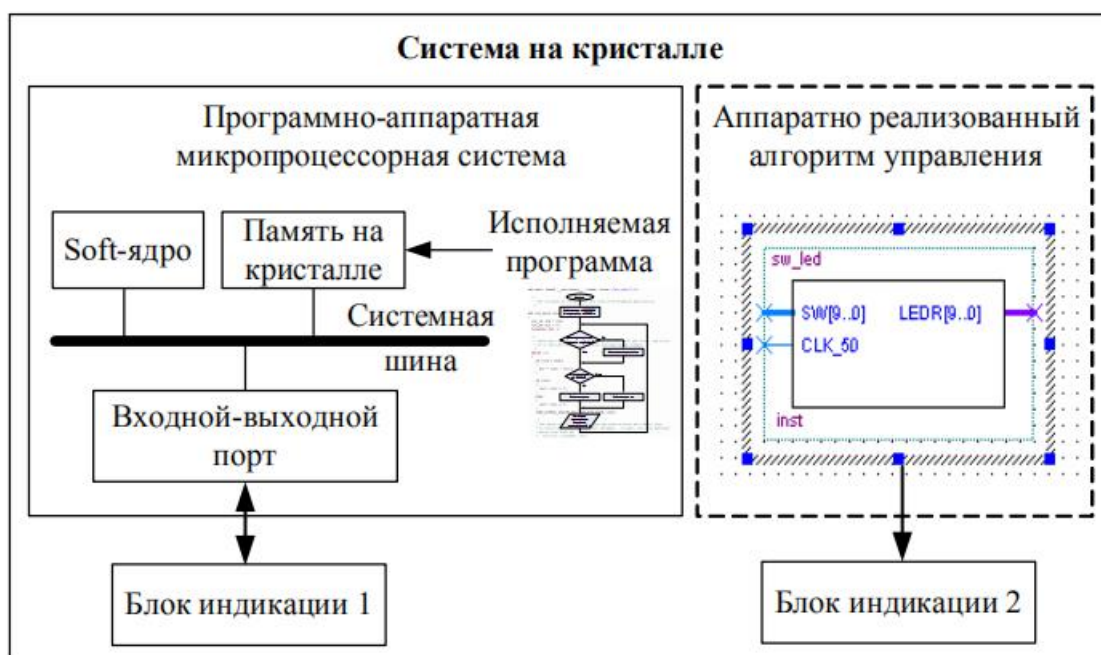 Система на кристалле
Программно-аппаратная
микропроцессорная система
Soft-ядро
Память на
кристалле
Исполняемая
программа
Системная
шина
Входной-выходной
порт
Блок индикации 1
Аппаратно реализованный
алгоритм управления
sw_led
SW[9..0] LEDR[9..0]
CLK_50
inst
Блок индикации 2